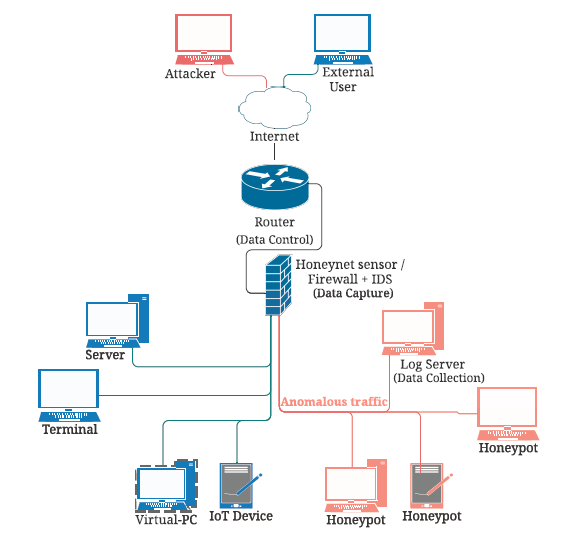 Attacker
External
User
Internet
Router
(Data Control)
Honeynet sensor /
Firewall + IDS
(Data Capture)
Server
Log Server
(Data Collection)
Anomalous traffic
Terminal
Honeypot
Virtual-PC
IoT Device
Honeypot
Honeypot